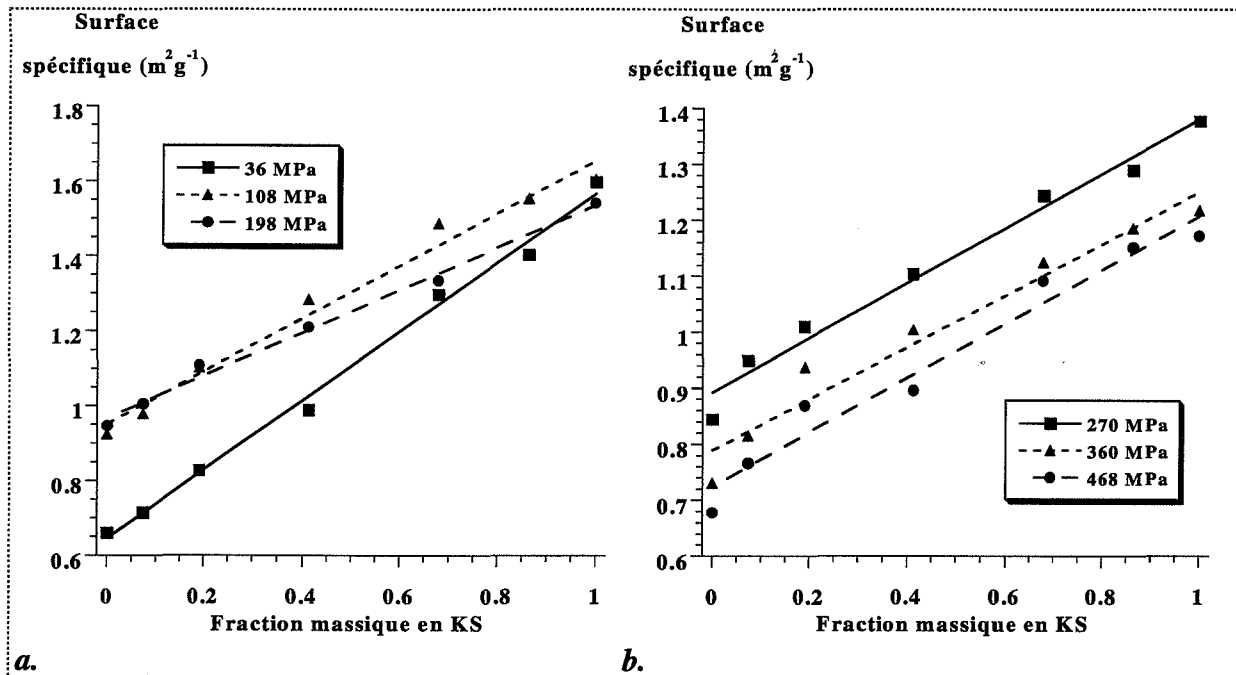 Surface
spécifique (m²g⁻¹)
1.8
1.6
1.4
1.2
1
0.8
0.6
36 MPa
108 MPa
198 MPa
0 0.2 0.4 0.6 0.8 1
Fraction massique en KS
a.
Surface
spécifique (m²g⁻¹)
1.4
1.3
1.2
1.1
1
0.9
0.8
0.7
0.6
270 MPa
360 MPa
468 MPa
0 0.2 0.4 0.6 0.8 1
Fraction massique en KS
b.